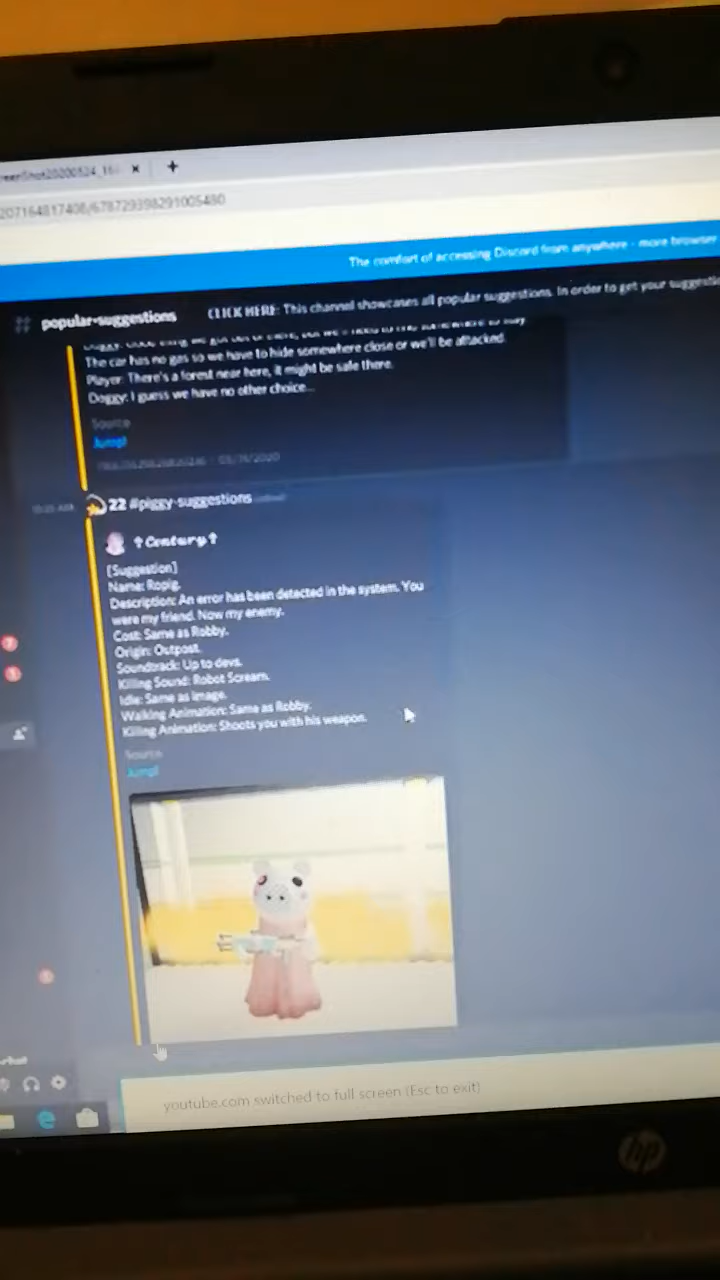 207164817408/678729398291005480
The comfort of accessing Discord from anywhere - more browser
popular-suggestions
CLICK HERE: This channel showcases all popular suggestions. In order to get your suggestio
The car has no gas so we have to hide somewhere close or we'll be attacked.
Player: There's a forest near here, it might be safe there.
Doggy: I guess we have no other choice...
Source
Jump!
22 #piggy-suggestions
†Century†
[Suggestion]
Name: Ropig.
Description: An error has been detected in the system. You
were my friend. Now my enemy.
Cost: Same as Robby.
Origin: Outpost.
Soundtrack: Up to devs.
Killing Sound: Robot Scream.
Idle: Same as image.
Walking Animation: Same as Robby.
Killing Animation: Shoots you with his weapon.
Source
Jump!
youtube.com switched to full screen (Esc to exit)
hp